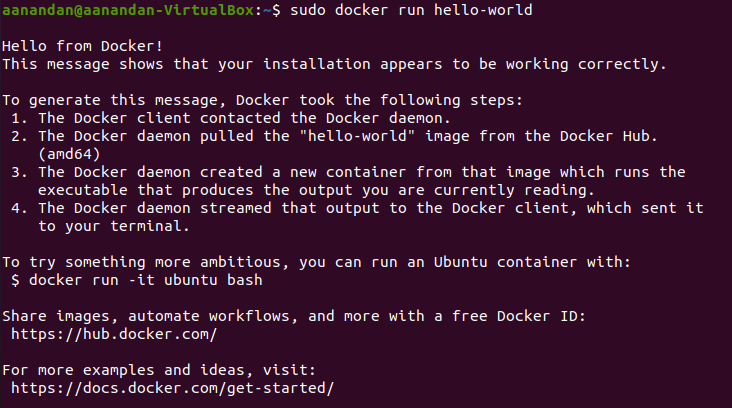 aanandan@aanandan-VirtualBox:~$ sudo docker run hello-world

Hello from Docker!
This message shows that your installation appears to be working correctly.

To generate this message, Docker took the following steps:
 1. The Docker client contacted the Docker daemon.
 2. The Docker daemon pulled the "hello-world" image from the Docker Hub.
    (amd64)
 3. The Docker daemon created a new container from that image which runs the
    executable that produces the output you are currently reading.
 4. The Docker daemon streamed that output to the Docker client, which sent it
    to your terminal.

To try something more ambitious, you can run an Ubuntu container with:
 $ docker run -it ubuntu bash

Share images, automate workflows, and more with a free Docker ID:
 https://hub.docker.com/

For more examples and ideas, visit:
 https://docs.docker.com/get-started/